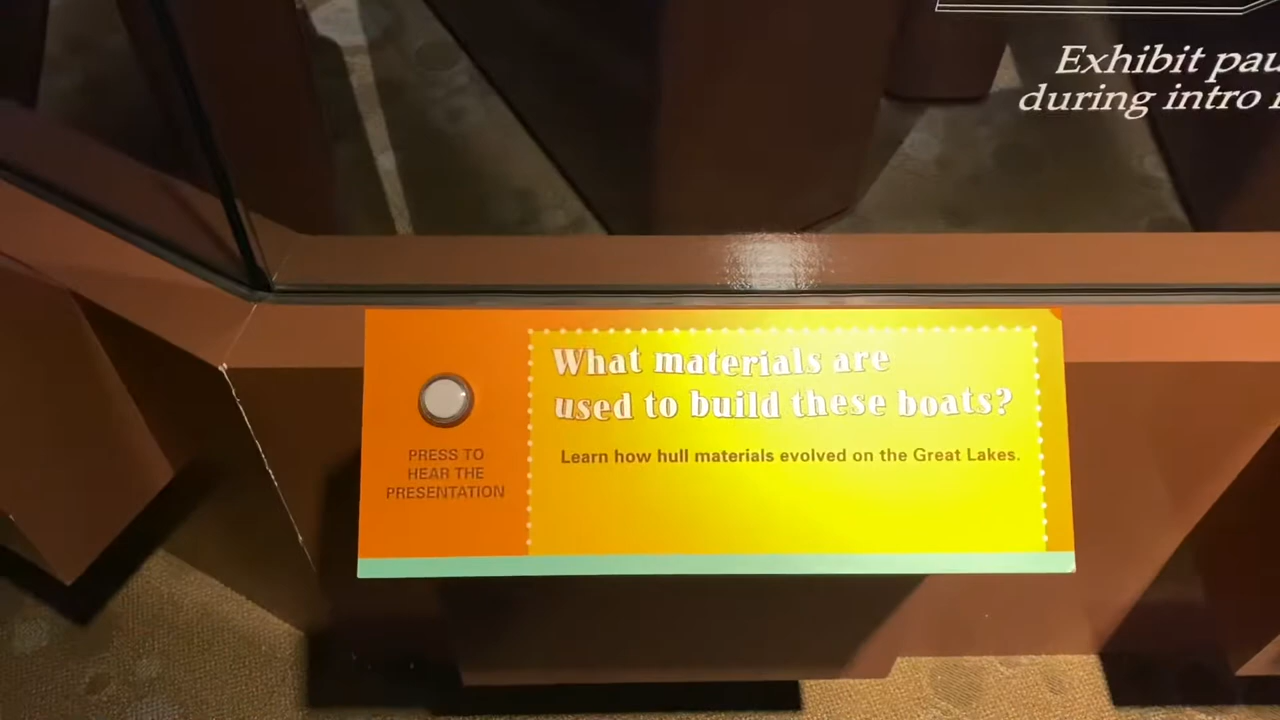 Exhibit
during intro
What materials are
used to build these boats?
Learn how hull materials evolved on the Great Lakes.
PRESS TO
HEAR THE
PRESENTATION